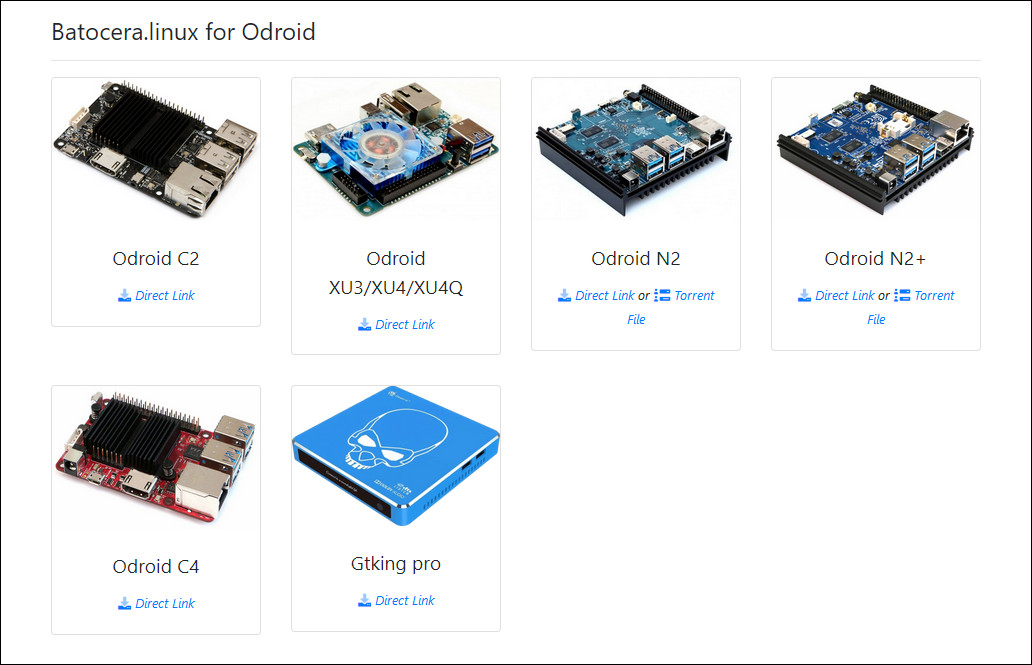 Batocera.linux for Odroid
Odroid C2
Direct Link
Odroid
XU3/XU4/XU4Q
Direct Link
Odroid N2
Direct Link or Torrent
File
Odroid N2+
Direct Link or Torrent
File
Odroid C4
Direct Link
Gtking pro
Direct Link